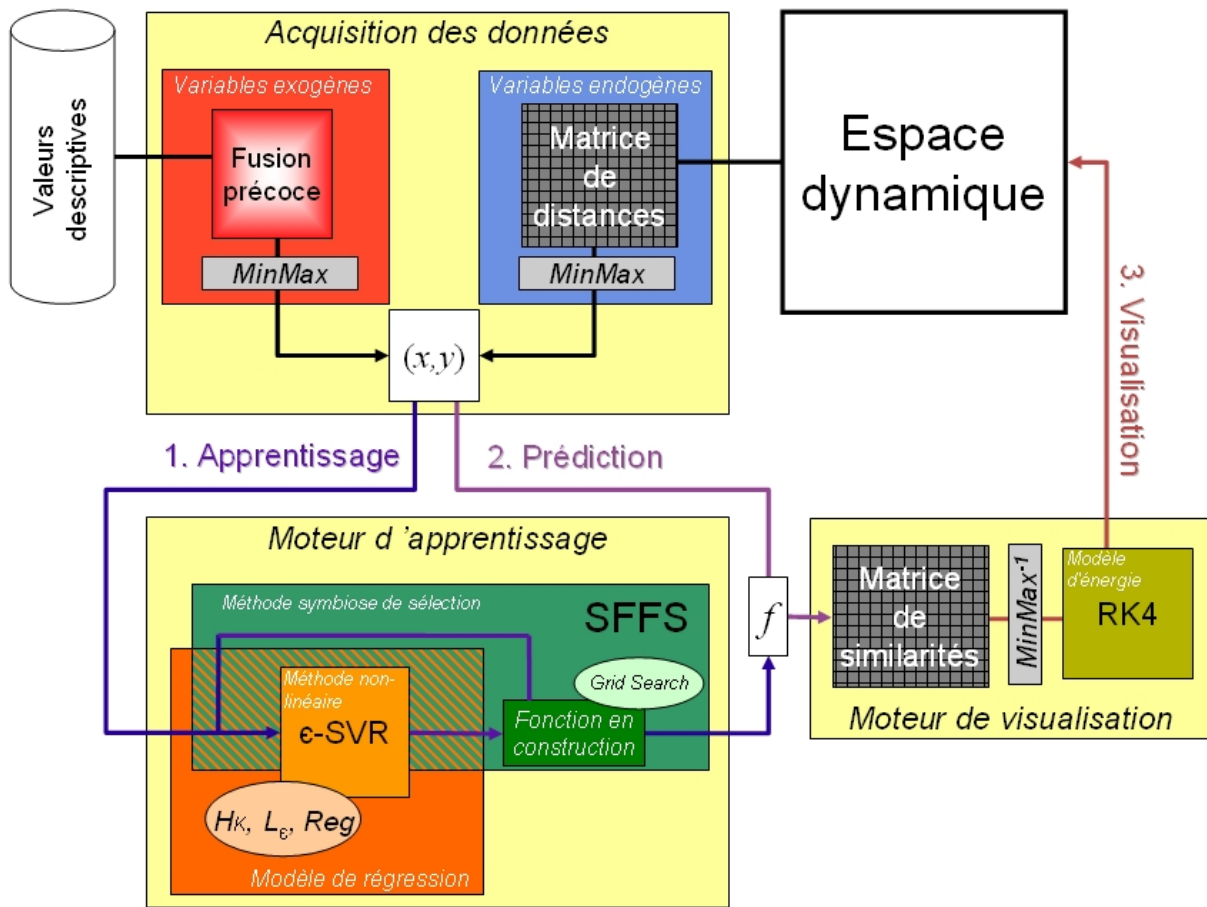 Acquisition des données
Valeurs
descriptives
Variables exogènes
Fusion
précoce
MinMax
Variables endogènes
Matrice
de
distances
MinMax
Espace
dynamique
(x,y)
1. Apprentissage
2. Prédiction
3. Visualisation
Moteur d 'apprentissage
Méthode symbiose de sélection
SFFS
Méthode non-
linéaire
ϵ-SVR
Grid Search
Fonction en
construction
HK, Lε, Reg
Modèle de régression
f
Matrice
de
similarités
MinMax⁻¹
Modèle
d'énergie
RK4
Moteur de visualisation